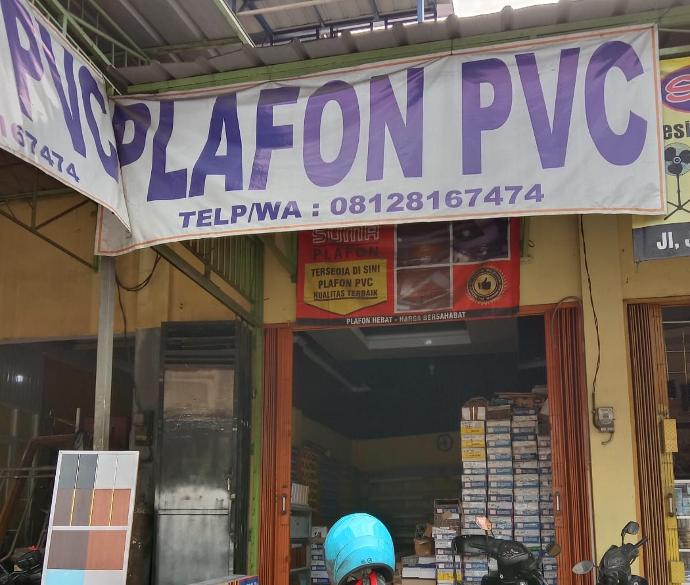 PVC
167474
PLAFON PVC
TELP/WA : 08128167474
PLAFON
TERSEDIA DI SINI
PLAFON PVC
KUALITAS TERBAIK
PLAFON HEBAT - HARGA BERSAHABAT
S
Jl,